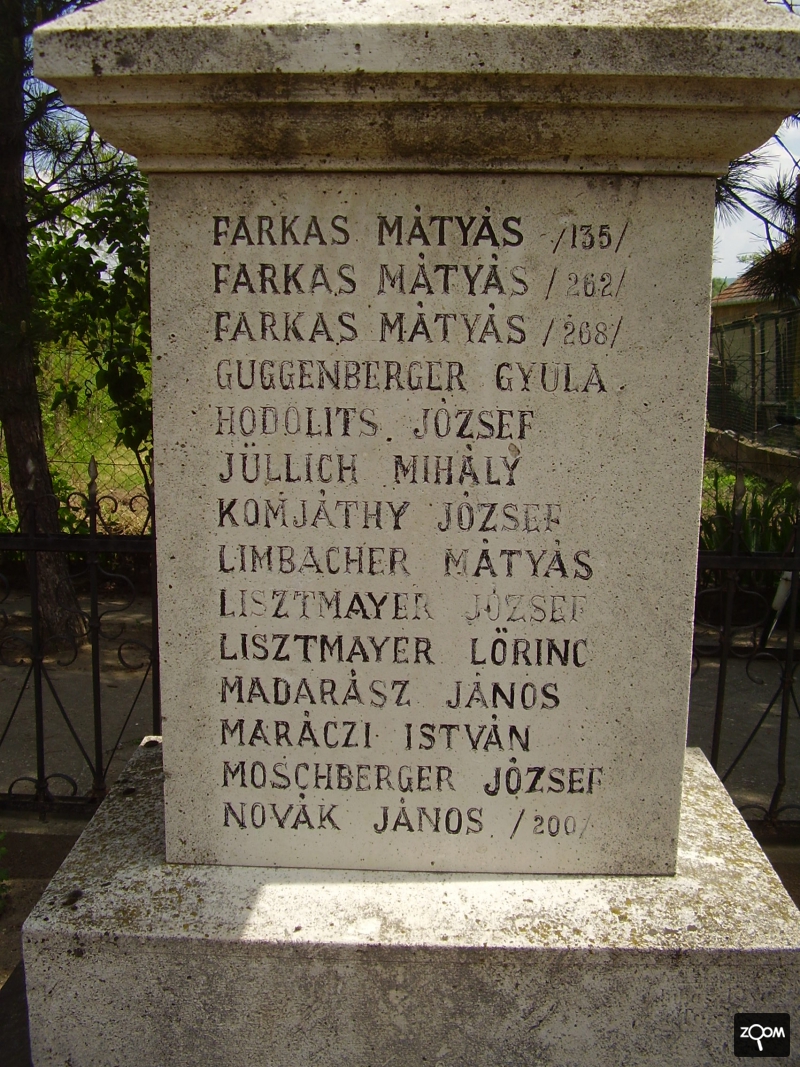 FARKAS MÁTYÁS /135/
FARKAS MÁTYÁS /262/
FARKAS MÁTYÁS /268/
GUGGENBERGER GYULA
HODOLITS JÓZSEF
JÜLLICH MIHÁLY
KOMJÁTHY JÓZSEF
LIMBACHER MÁTYÁS
LISZTMAYER JÓZSEF
LISZTMAYER LŐRINC
MADARÁSZ JÁNOS
MARÁCZI ISTVÁN
MOSCHBERGER JÓZSEF
NOVÁK JÁNOS /200/
ZOOM